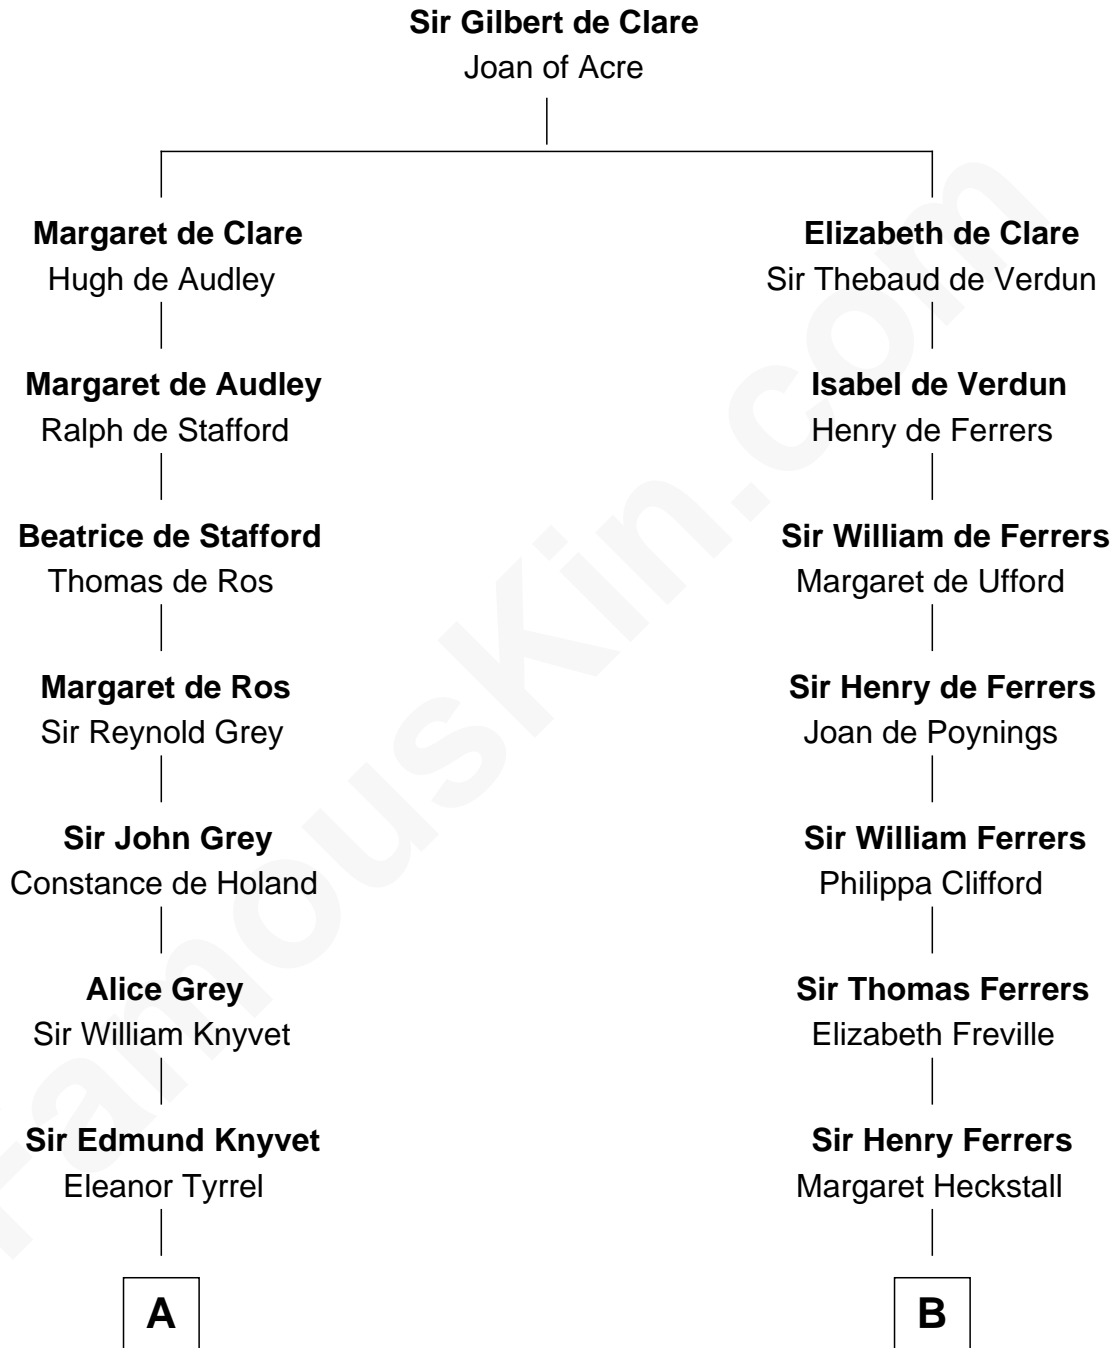 Sir Gilbert de Clare
Joan of Acre
Margaret de Clare
Hugh de Audley
Elizabeth de Clare
Sir Thebaud de Verdun
Margaret de Audley
Ralph de Stafford
Isabel de Verdun
Henry de Ferrers
Beatrice de Stafford
Thomas de Ros
Sir William de Ferrers
Margaret de Ufford
Margaret de Ros
Sir Reynold Grey
Sir Henry de Ferrers
Joan de Poynings
Sir John Grey
Constance de Holand
Sir William Ferrers
Philippa Clifford
Alice Grey
Sir William Knyvet
Sir Thomas Ferrers
Elizabeth Freville
Sir Edmund Knyvet
Eleanor Tyrrel
Sir Henry Ferrers
Margaret Heckstall
A
B
FamousKin.com